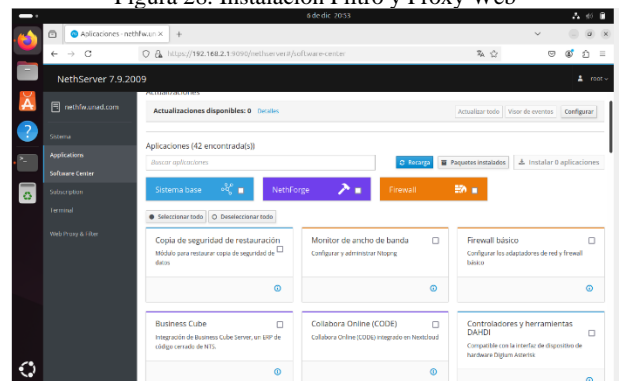 Figura 28. Instalación Filtro y Proxy Web
6 de dic 20:53
Aplicaciones - nethfw.un
https://192.168.2.1:9090/nethserver#/software-center
NethServer 7.9.2009
root
nethfw.unad.com
Sistema
Applications
Software Center
Subscription
Terminal
Web Proxy & Filter
Actualizaciones
Actualizaciones disponibles: 0 Detalles
Actualizar todo
Visor de eventos
Configurar
Aplicaciones (42 encontrada(s))
Buscar aplicaciones
Recarga
Paquetes instalados
Instalar 0 aplicaciones
Sistema base
NethForge
Firewall
Seleccionar todo
Deseleccionar todo
Copia de seguridad de restauración
Módulo para restaurar copia de seguridad de
datos
Monitor de ancho de banda
Configurar y administrar Ntopng
Firewall básico
Configurar los adaptadores de red y firewall
básico
Business Cube
Integración de Business Cube Server, un ERP de
código cerrado de NTS.
Collabora Online (CODE)
Collabora Online (CODE) integrado en Nextcloud
Controladores y herramientas
DAHDI
Compatible con la interfaz de dispositivo de
hardware Digium Asterisk